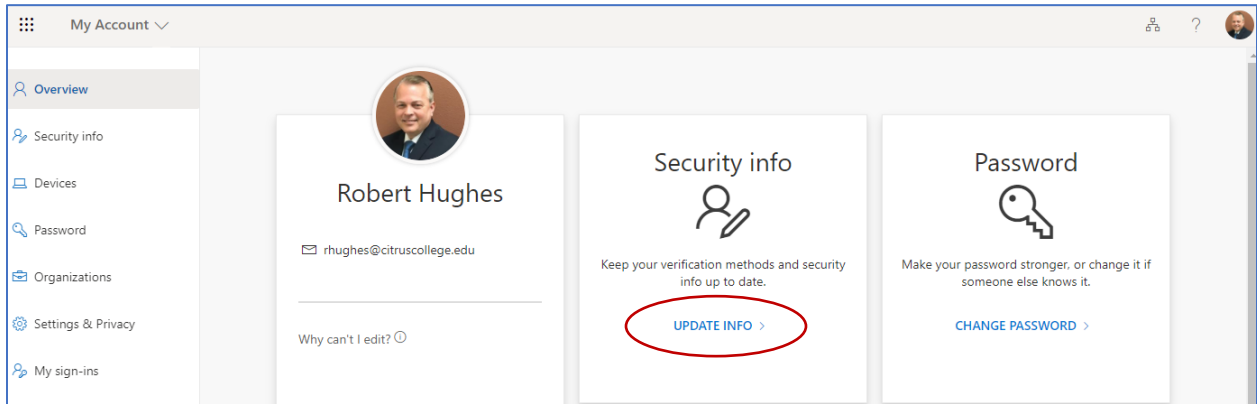 My Account
?
Overview
Security info
Devices
Password
Organizations
Settings & Privacy
My sign-ins
Robert Hughes
rhughes@citruscollege.edu
Why can't I edit?
Security info
Keep your verification methods and security
info up to date.
UPDATE INFO >
Password
Make your password stronger, or change it if
someone else knows it.
CHANGE PASSWORD >